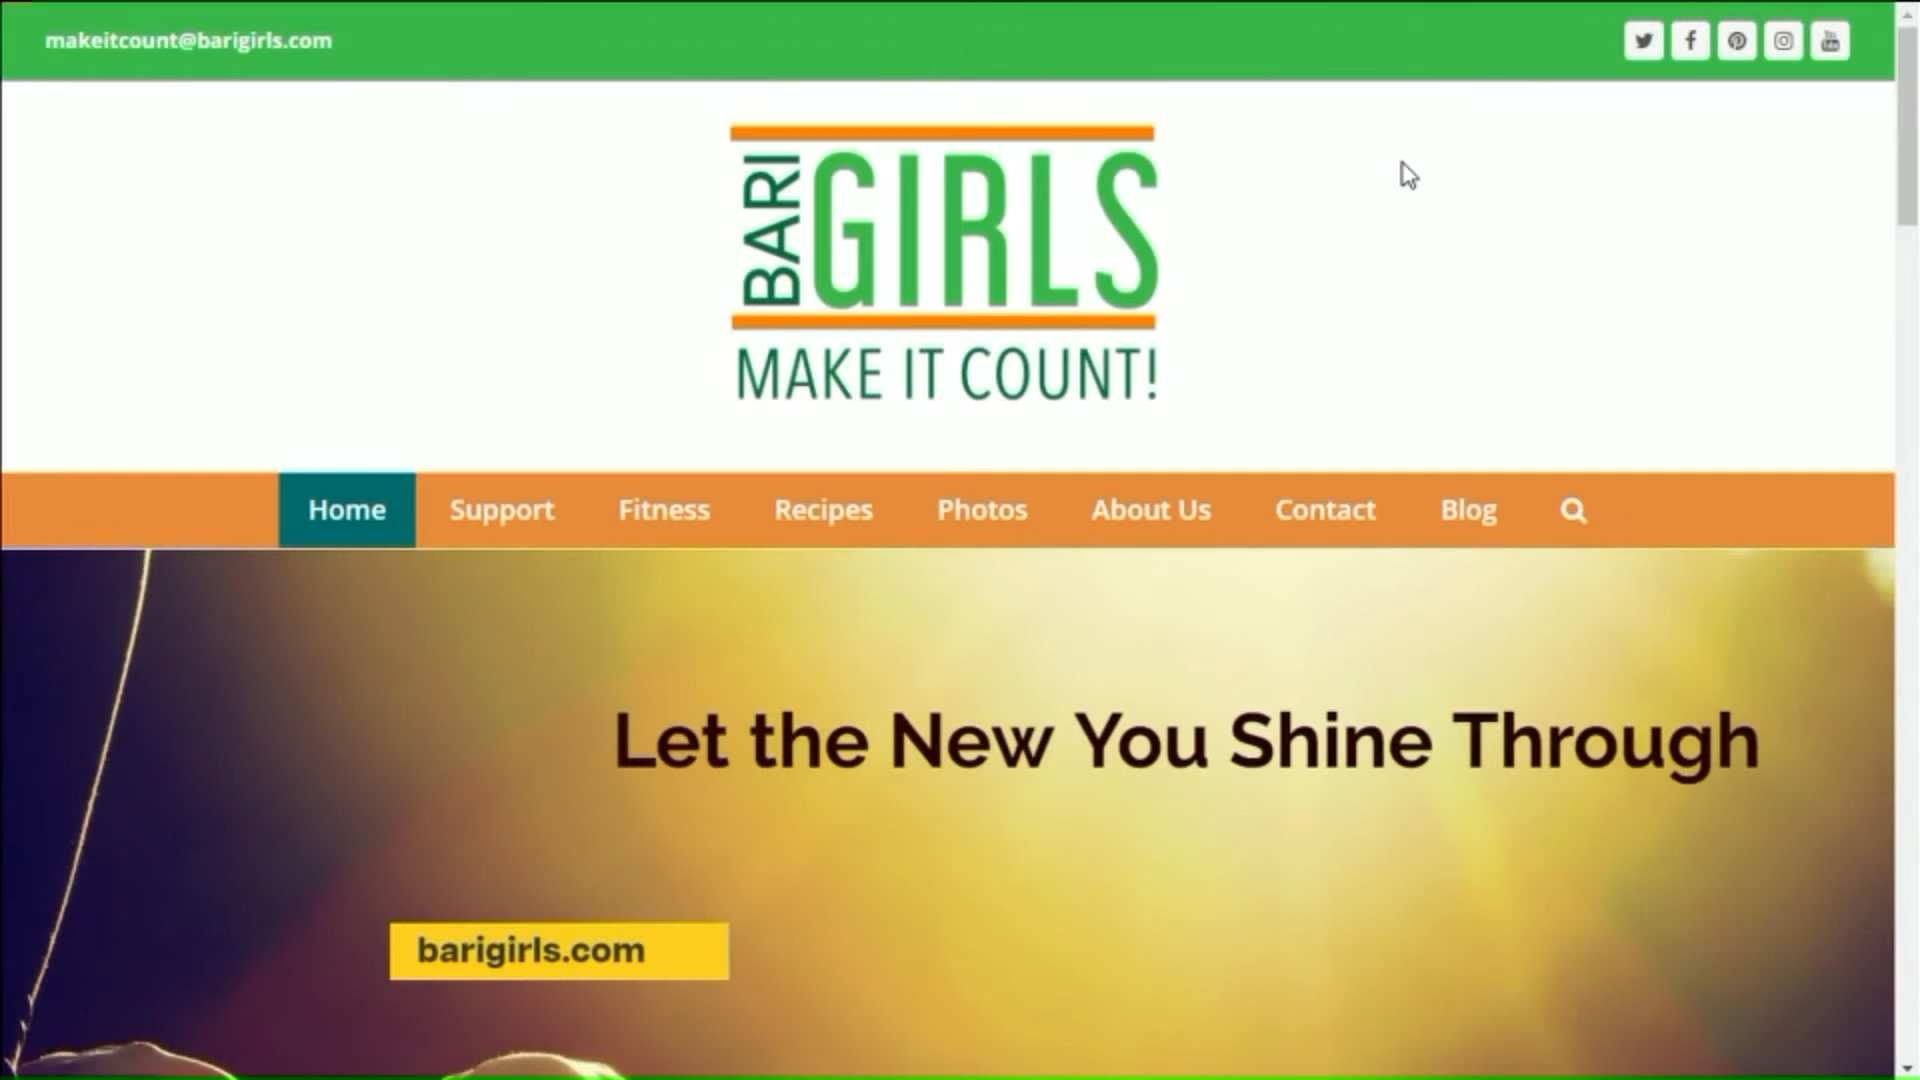 makeitcount@barigirls.com
BARI
GIRLS
MAKE IT COUNT!
Home Support Fitness Recipes Photos About Us Contact Blog
Let the New You Shine Through
barigirls.com